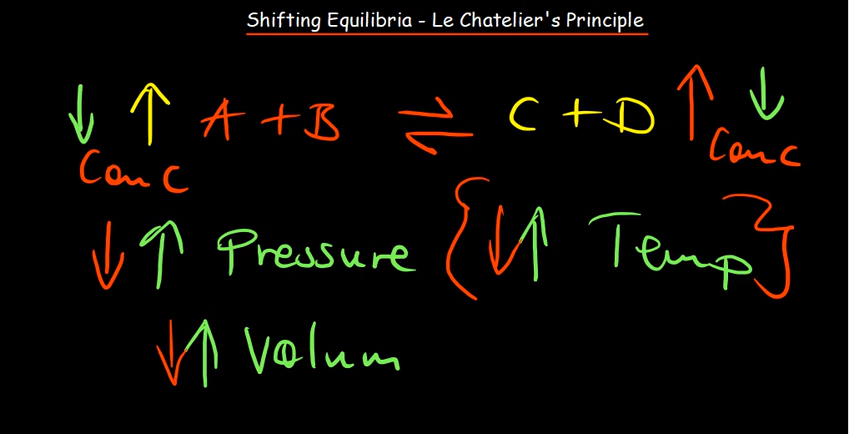 Shifting Equilibria - Le Chatelier's Principle
↓ ↑ A + B ⇌ C + D ↑ ↓
Conc Conc
↓ ↑ Pressure { ↓ ↑ Temp }
↓ ↑ Volum